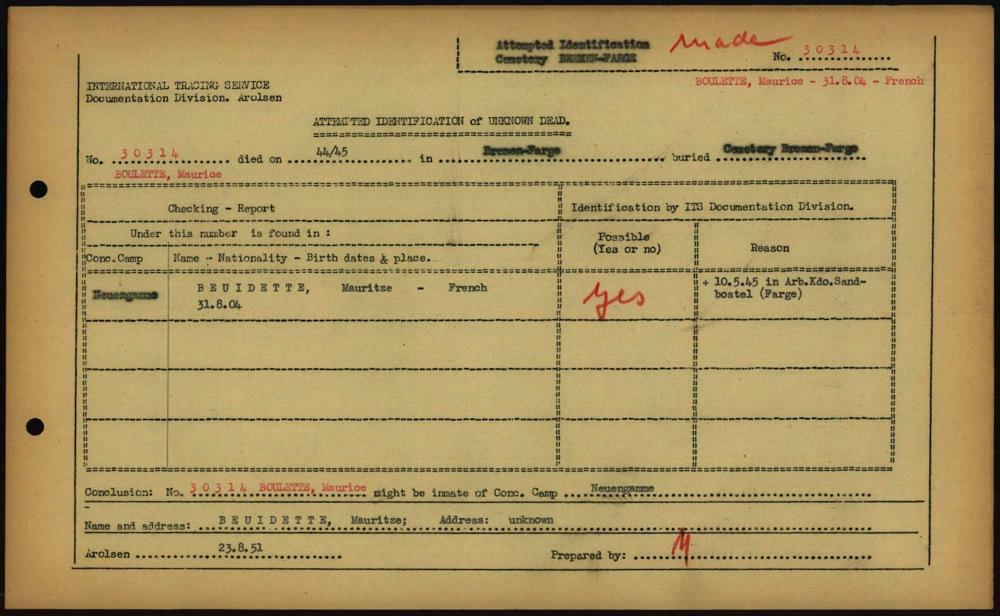 Attempted Identification made
Cemetery BREMEN-FARGE No. 30314
BOULETTE, Maurice - 31.8.04 - French
INTERNATIONAL TRACING SERVICE
Documentation Division. Arolsen
ATTEMPTED IDENTIFICATION of UNKNOWN DEAD.
No. 30314 died on 44/45 in Bremen-Farge buried Cemetery Bremen-Farge
BOULETTE, Maurice
Checking - Report Identification by ITS Documentation Division.
Under this number is found in :
Possible
(Yes or no) Reason
Conc.Camp Name - Nationality - Birth dates & place.
Neuengamme BEUIDETTE, Mauritze - French yes + 10.5.45 in Arb.Kdo.Sand-
31.8.04 bostel (Farge)
Conclusion: No. 30314 BOULETTE, Maurice might be inmate of Conc. Camp Neuengamme
Name and address: BEUIDETTE, Mauritze; Address: unknown
Arolsen 23.8.51 Prepared by: